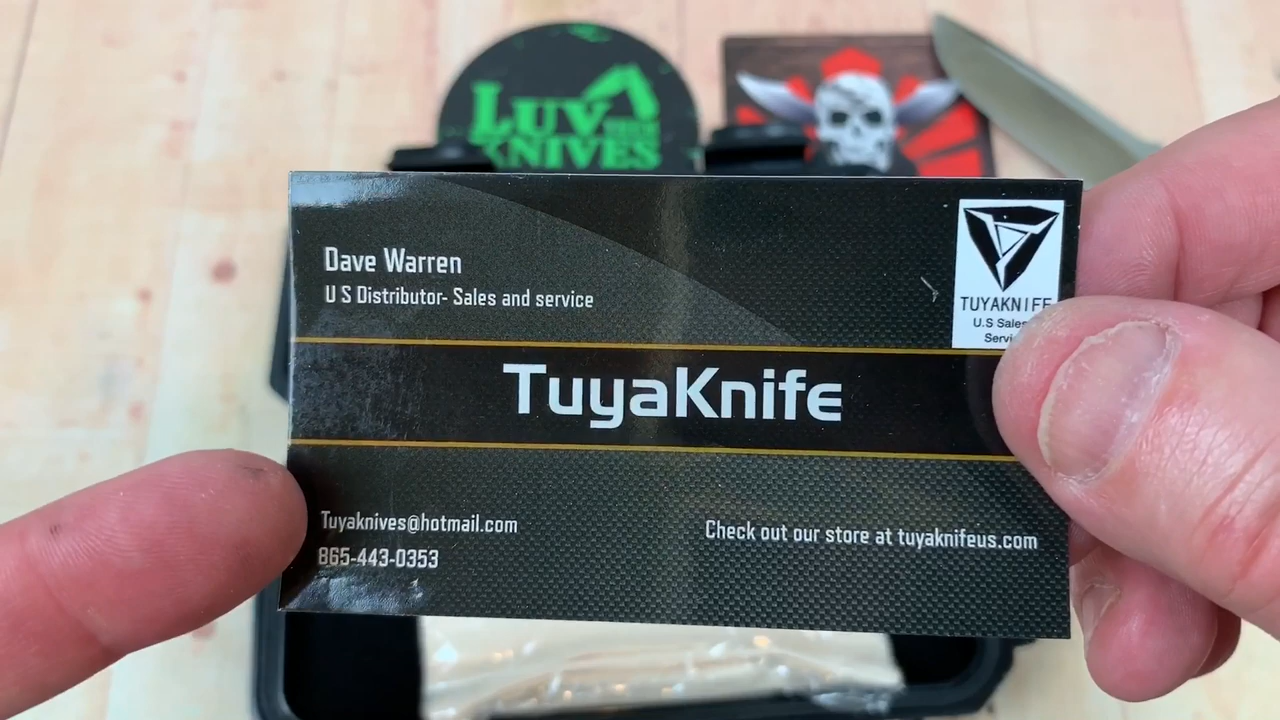 LUV
KNIVES
Dave Warren
U S Distributor- Sales and service
TUYAKNIFE
U.S Sales
TuyaKnife
Tuyaknives@hotmail.com
Check out our store at tuyaknifeus.com
865-443-0353